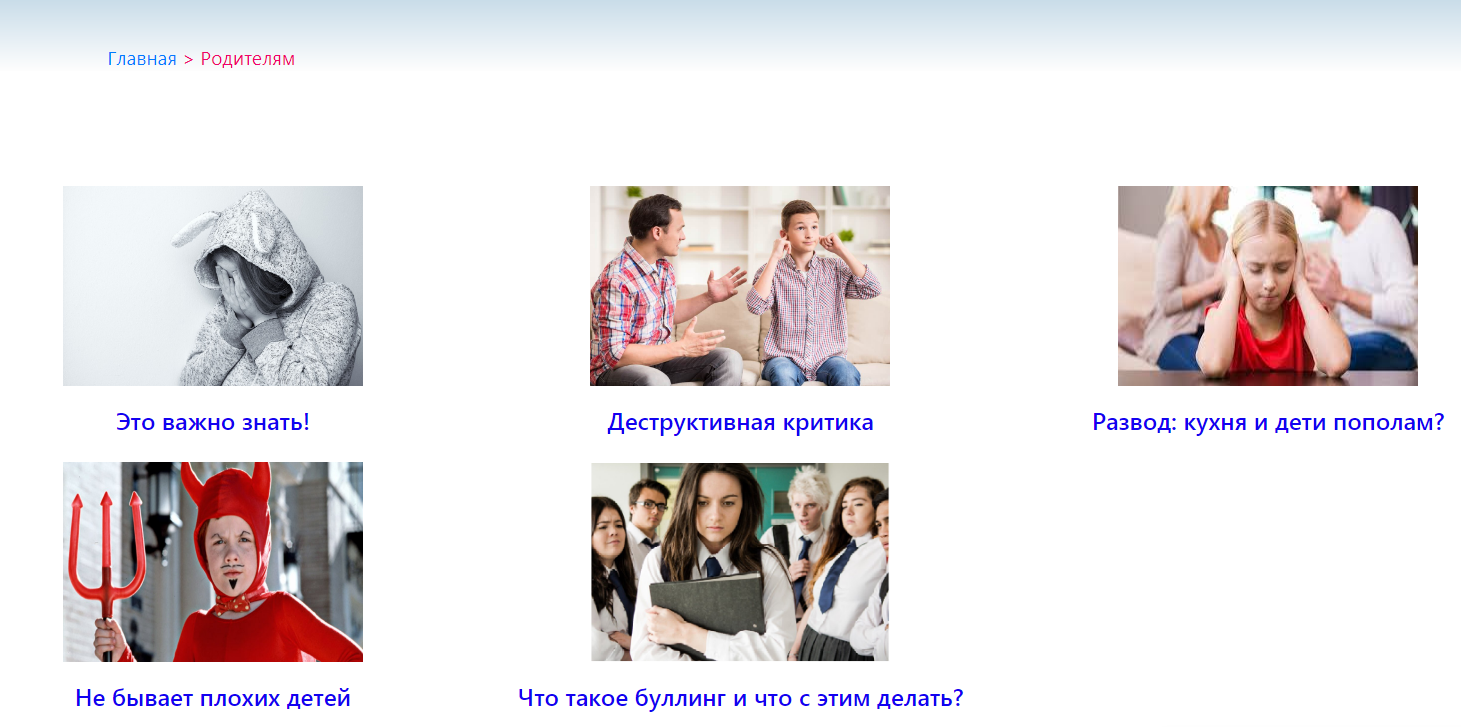 Главная > Родителям
Это важно знать!
Деструктивная критика
Развод: кухня и дети пополам?
Не бывает плохих детей
Что такое буллинг и что с этим делать?